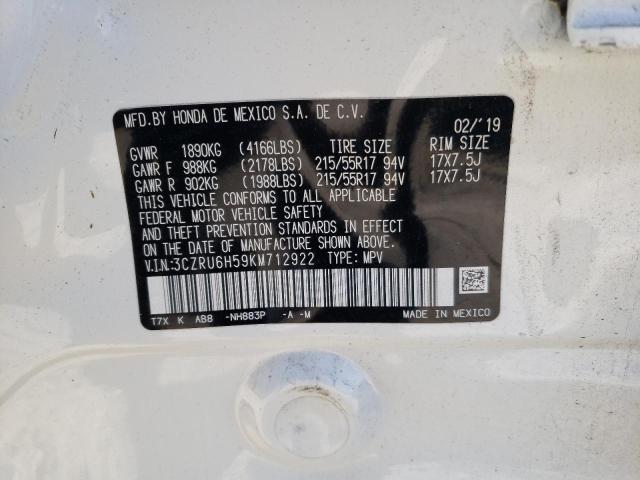 MFD.BY HONDA DE MEXICO S.A. DE C.V. 02/'19
GVWR 1890KG (4166LBS) TIRE SIZE RIM SIZE
GAWR F 988KG (2178LBS) 215/55R17 94V 17X7.5J
GAWR R 902KG (1988LBS) 215/55R17 94V 17X7.5J
THIS VEHICLE CONFORMS TO ALL APPLICABLE
FEDERAL MOTOR VEHICLE SAFETY
AND THEFT PREVENTION STANDARDS IN EFFECT
ON THE DATE OF MANUFACTURE SHOWN ABOVE.
V.I.N:3CZRU6H59KM712922 TYPE: MPV
T7X K AB8 -NH883P -A -M MADE IN MEXICO